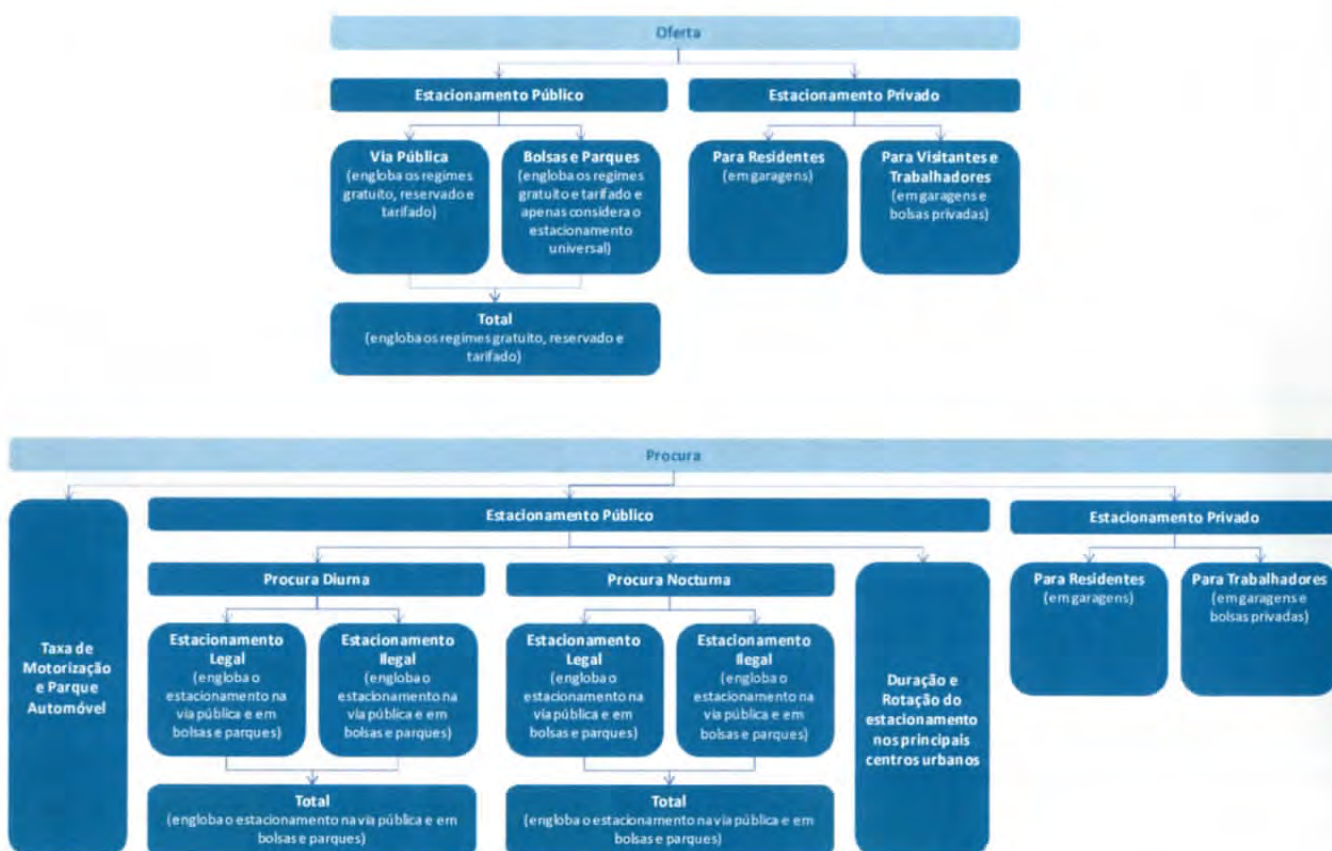 Oferta
Estacionamento Público
Estacionamento Privado
Via Pública
(engloba os regimes
gratuito, reservado e
tarifado)
Bolsas e Parques
(engloba os regimes
gratuito e tarifado e
apenas considera o
estacionamento
universal)
Para Residentes
(em garagens)
Para Visitantes e
Trabalhadores
(em garagens e
bolsas privadas)
Total
(engloba os regimes gratuito, reservado e
tarifado)
Procura
Taxa de
Motorização
e Parque
Automóvel
Estacionamento Público
Procura Diurna
Estacionamento
Legal
(engloba o
estacionamento na
via pública e em
bolsas e parques)
Estacionamento
Ilegal
(engloba o
estacionamento na
via pública e em
bolsas e parques)
Total
(engloba o estacionamento na via pública e em
bolsas e parques)
Procura Nocturna
Estacionamento
Legal
(engloba o
estacionamento na
via pública e em
bolsas e parques)
Estacionamento
Ilegal
(engloba o
estacionamento na
via pública e em
bolsas e parques)
Total
(engloba o estacionamento na via pública e em
bolsas e parques)
Duração e
Rotação do
estacionamento
nos principais
centros urbanos
Estacionamento Privado
Para Residentes
(em garagens)
Para Trabalhadores
(em garagens e
bolsas privadas)